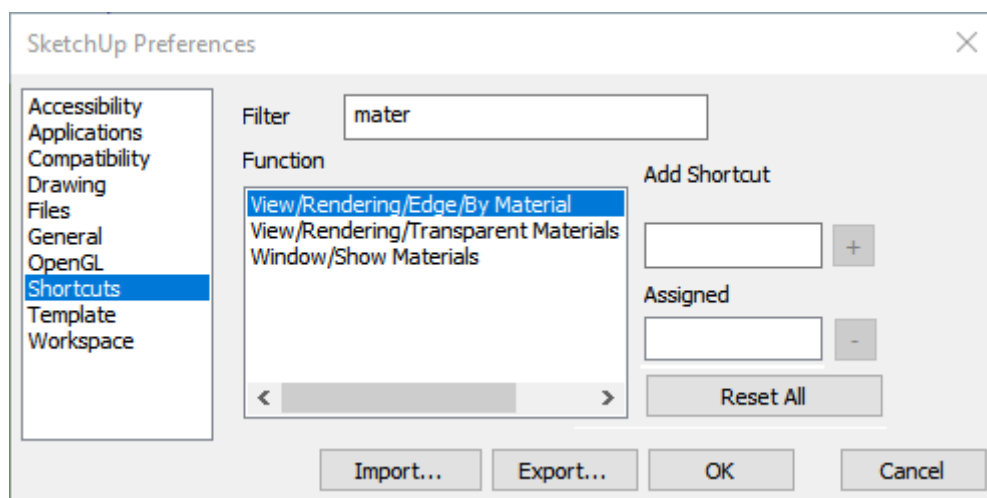 SketchUp Preferences
Accessibility
Applications
Compatibility
Drawing
Files
General
OpenGL
Shortcuts
Template
Workspace
Filter
mater
Function
View/Rendering/Edge/By Material
View/Rendering/Transparent Materials
Window/Show Materials
Add Shortcut
+
Assigned
-
Reset All
Import...
Export...
OK
Cancel